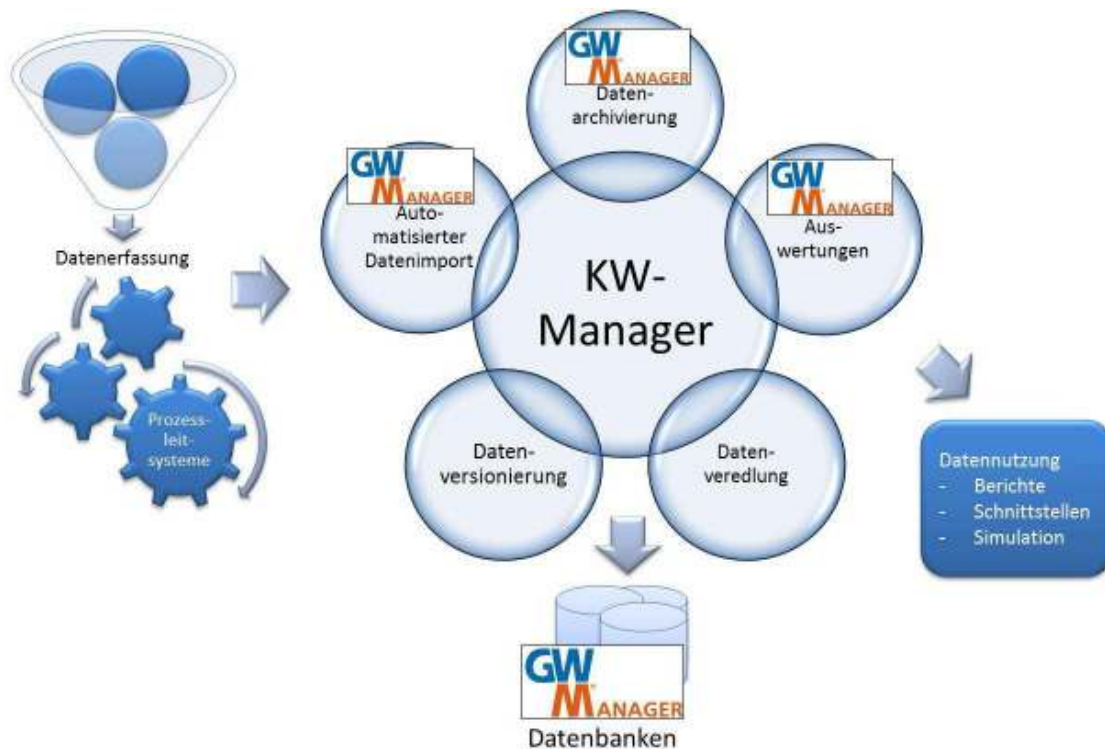 GW
MANAGER
Daten-
archivierung
GW
MANAGER
Auto-
matisierter
Datenimport
GW
MANAGER
Aus-
wertungen
Datenerfassung
KW-
Manager
Prozess-
leit-
systeme
Daten-
versionierung
Daten-
veredlung
Datennutzung
- Berichte
- Schnittstellen
- Simulation
GW
MANAGER
Datenbanken